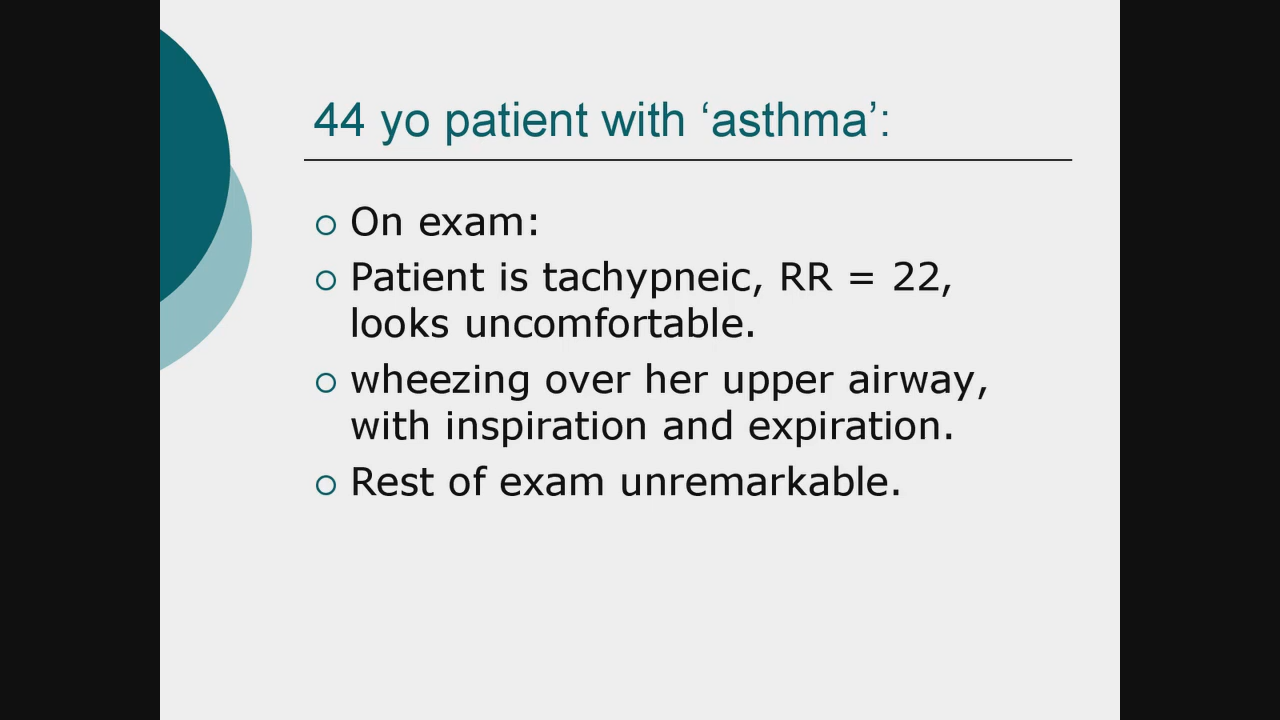 44 yo patient with ‘asthma’:
On exam:
Patient is tachypneic, RR = 22,
looks uncomfortable.
wheezing over her upper airway,
with inspiration and expiration.
Rest of exam unremarkable.